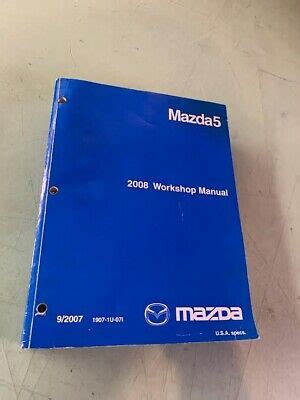 Mazda5
2008 Workshop Manual
9/2007 1907-1U-07I mazda
U.S.A. specs.